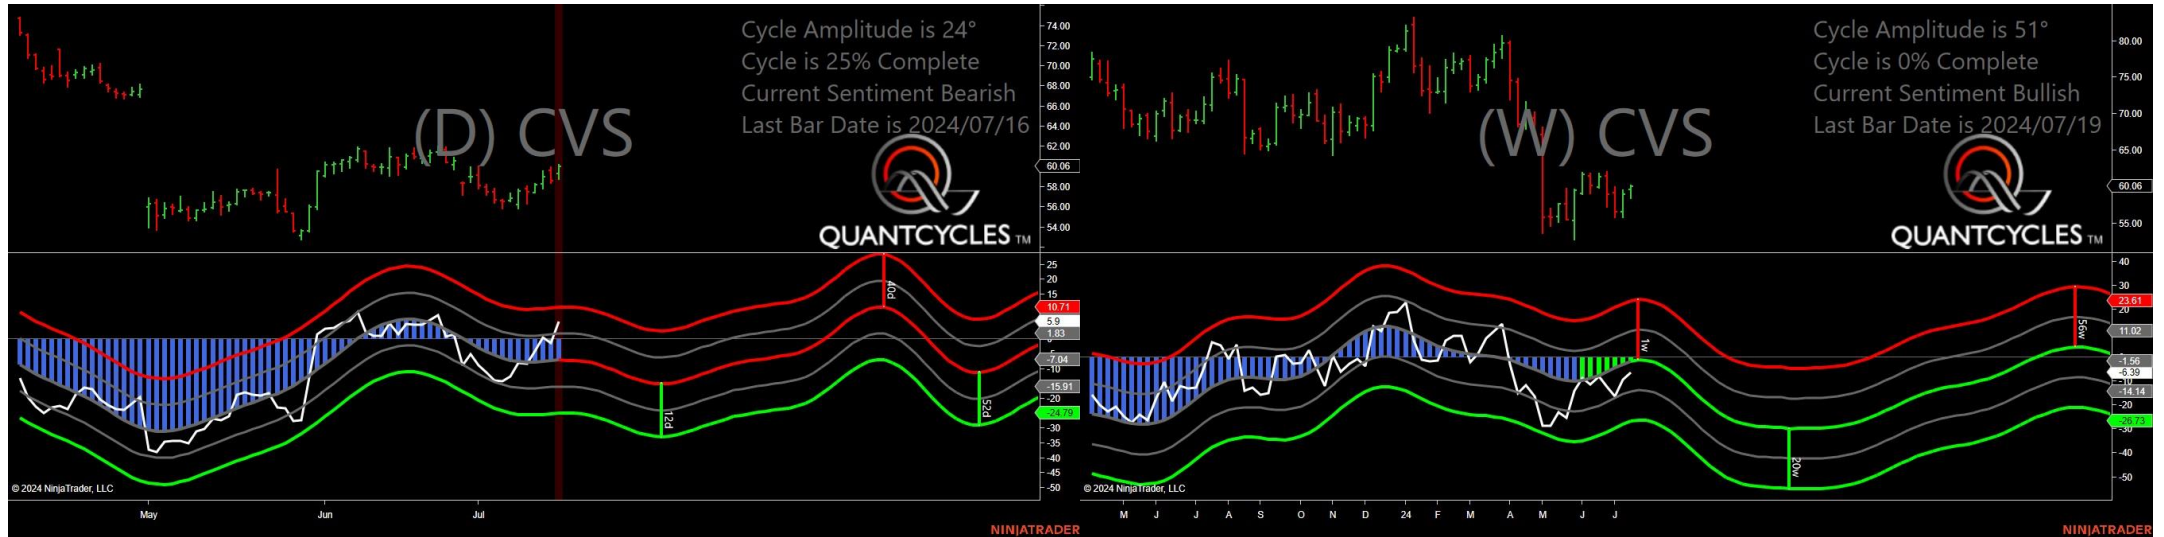 Cycle Amplitude is 24°
Cycle is 25% Complete
Current Sentiment Bearish
Last Bar Date is 2024/07/16
(D) CVS
QUANTCYCLES TM
74.00
72.00
70.00
68.00
66.00
64.00
62.00
60.06
58.00
56.00
54.00
25
20
15
10.71
5.9
1.83
-7.04
-10
-15.91
-20
-24.79
-30
-35
-40
-45
-50
40d
12d
52d
© 2024 NinjaTrader, LLC
May
Jun
Jul
NINJATRADER
Cycle Amplitude is 51°
Cycle is 0% Complete
Current Sentiment Bullish
Last Bar Date is 2024/07/19
(W) CVS
QUANTCYCLES TM
80.00
75.00
70.00
65.00
60.06
55.00
40
30
23.61
20
11.02
-1.56
-6.39
-10
-14.14
-20
-26.73
-30
-40
-50
1w
20w
56w
© 2024 NinjaTrader, LLC
M J J A S O N D 24 F M A M J J
NINJATRADER